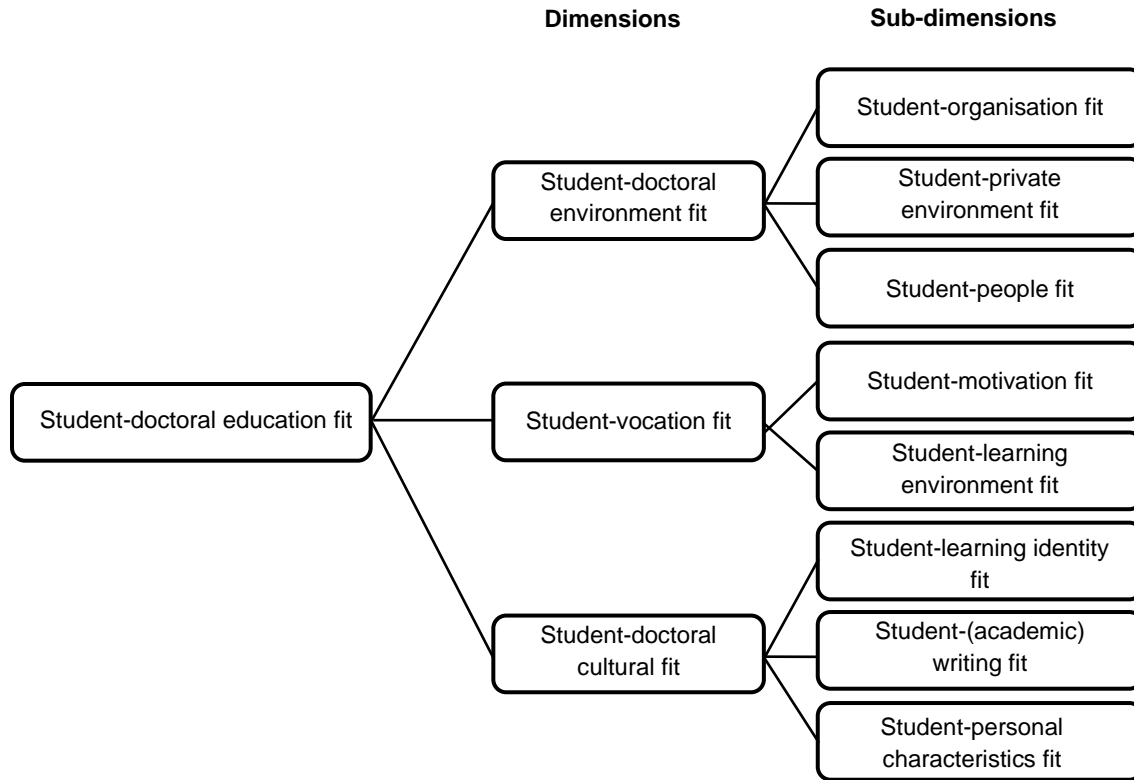 Dimensions
Sub-dimensions
Student-organisation fit
Student-doctoral
environment fit
Student-private
environment fit
Student-people fit
Student-doctoral education fit
Student-vocation fit
Student-motivation fit
Student-learning
environment fit
Student-learning identity
fit
Student-doctoral
cultural fit
Student-(academic)
writing fit
Student-personal
characteristics fit